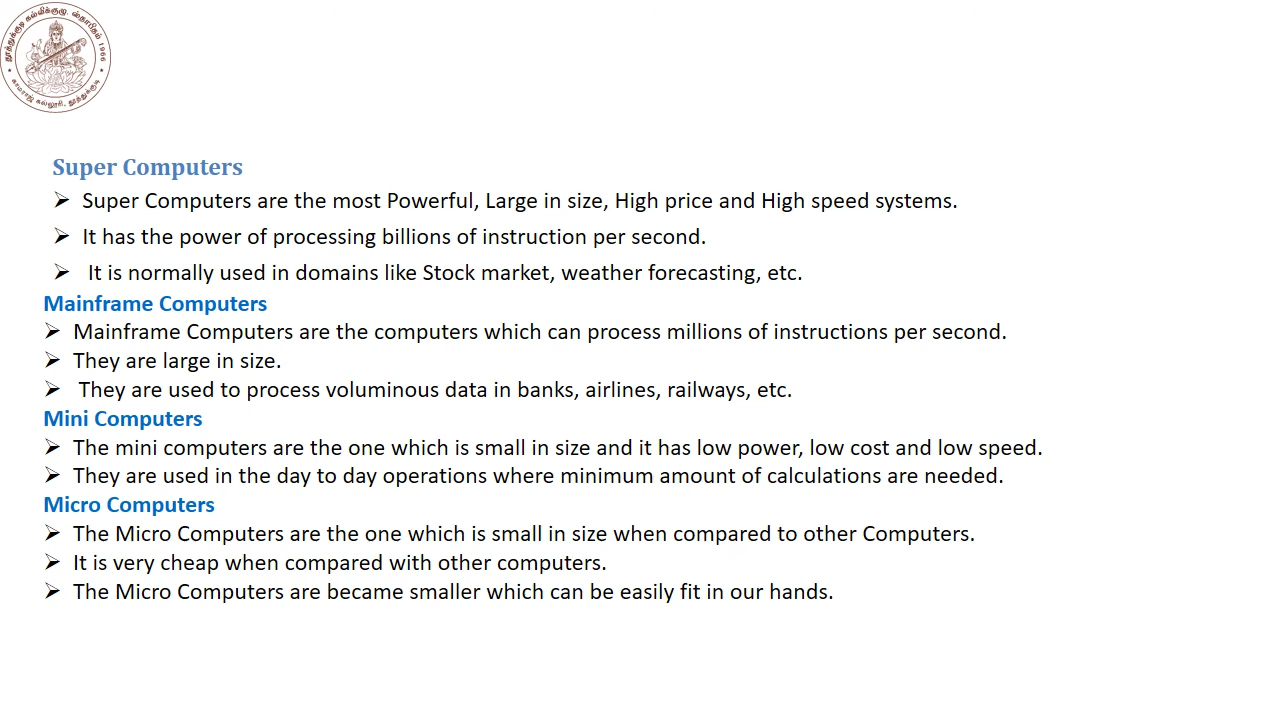 தூத்துக்குடி கல்விக்குழு, ஸ்தாபிதம் 1966
காமராஜ் கல்லூரி, தூத்துக்குடி
Super Computers
➢ Super Computers are the most Powerful, Large in size, High price and High speed systems.
➢ It has the power of processing billions of instruction per second.
➢ It is normally used in domains like Stock market, weather forecasting, etc.
Mainframe Computers
➢ Mainframe Computers are the computers which can process millions of instructions per second.
➢ They are large in size.
➢ They are used to process voluminous data in banks, airlines, railways, etc.
Mini Computers
➢ The mini computers are the one which is small in size and it has low power, low cost and low speed.
➢ They are used in the day to day operations where minimum amount of calculations are needed.
Micro Computers
➢ The Micro Computers are the one which is small in size when compared to other Computers.
➢ It is very cheap when compared with other computers.
➢ The Micro Computers are became smaller which can be easily fit in our hands.